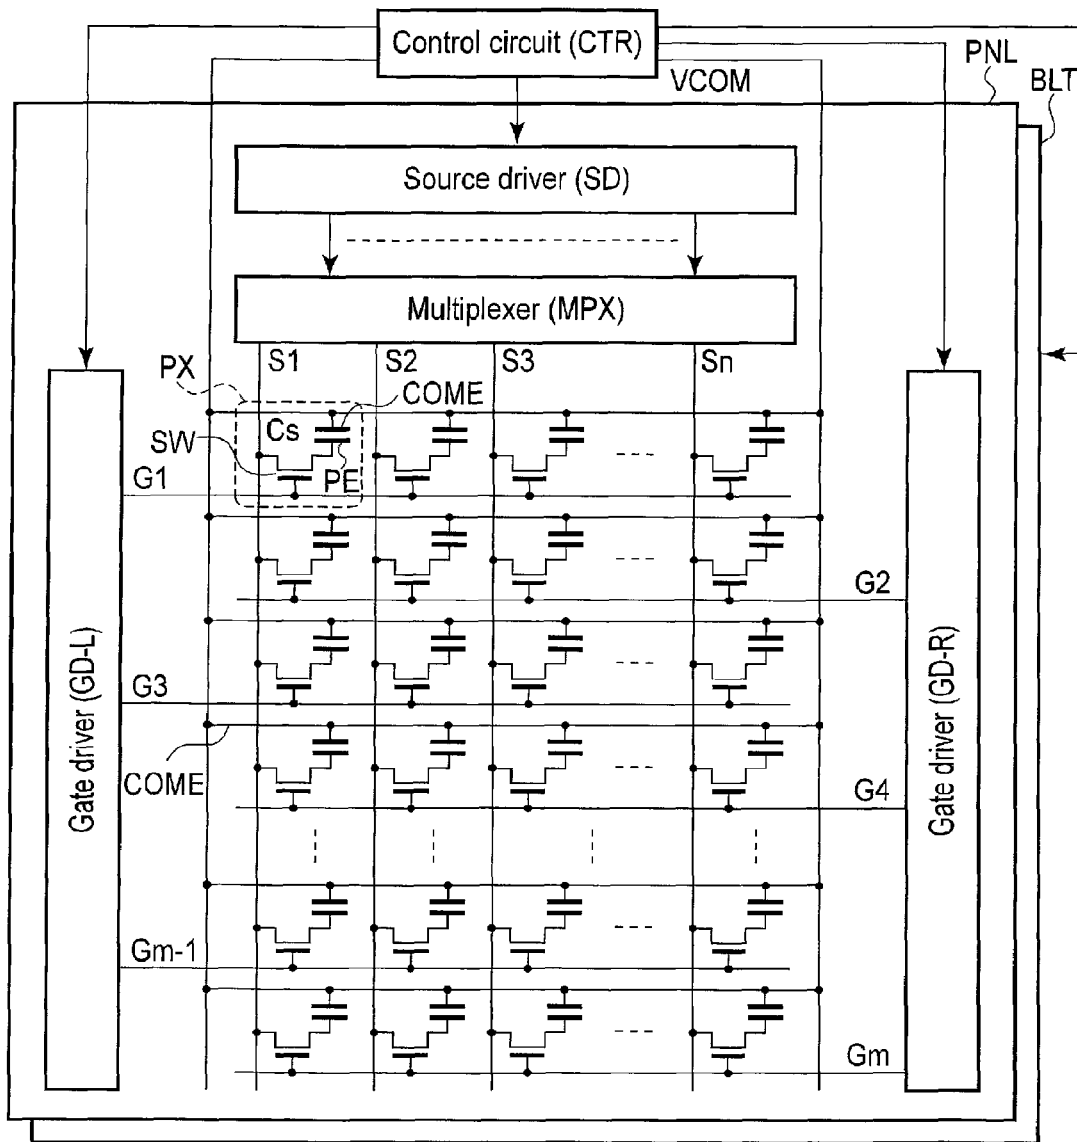 Control circuit (CTR)
PNL
VCOM
BLT
Source driver (SD)
Multiplexer (MPX)
S1
S2
S3
Sn
PX
COME
Cs
SW
PE
G1
G2
G3
COME
G4
Gate driver (GD-L)
Gate driver (GD-R)
Gm-1
Gm